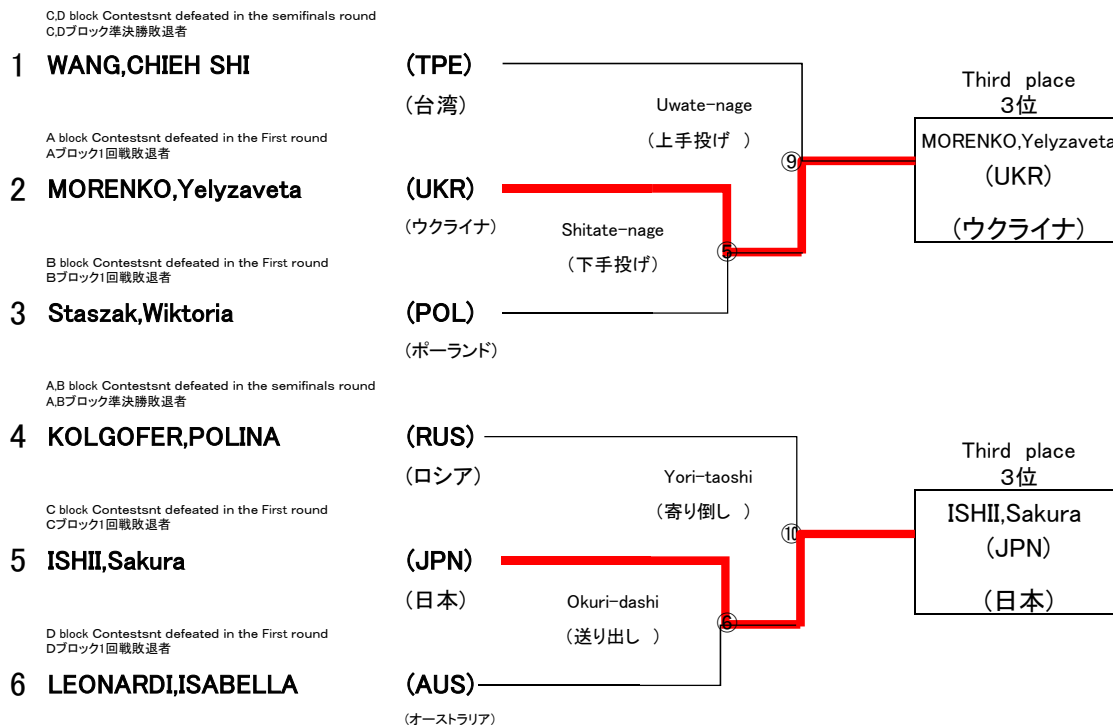 C,D block Contestsnt defeated in the semifinals round
C,Dブロック準決勝敗退者
1 WANG,CHIEH SHI (TPE)
(台湾)
Uwate-nage
(上手投げ )
⑨
Third place
3位
MORENKO,Yelyzaveta
(UKR)
(ウクライナ)
A block Contestsnt defeated in the First round
Aブロック1回戦敗退者
2 MORENKO,Yelyzaveta (UKR)
(ウクライナ)
Shitate-nage
(下手投げ)
⑤
B block Contestsnt defeated in the First round
Bブロック1回戦敗退者
3 Staszak,Wiktoria (POL)
(ポーランド)
A,B block Contestsnt defeated in the semifinals round
A,Bブロック準決勝敗退者
4 KOLGOFER,POLINA (RUS)
(ロシア)
Yori-taoshi
(寄り倒し )
⑩
Third place
3位
ISHII,Sakura
(JPN)
(日本)
C block Contestsnt defeated in the First round
Cブロック1回戦敗退者
5 ISHII,Sakura (JPN)
(日本)
Okuri-dashi
(送り出し )
⑥
D block Contestsnt defeated in the First round
Dブロック1回戦敗退者
6 LEONARDI,ISABELLA (AUS)
(オーストラリア)